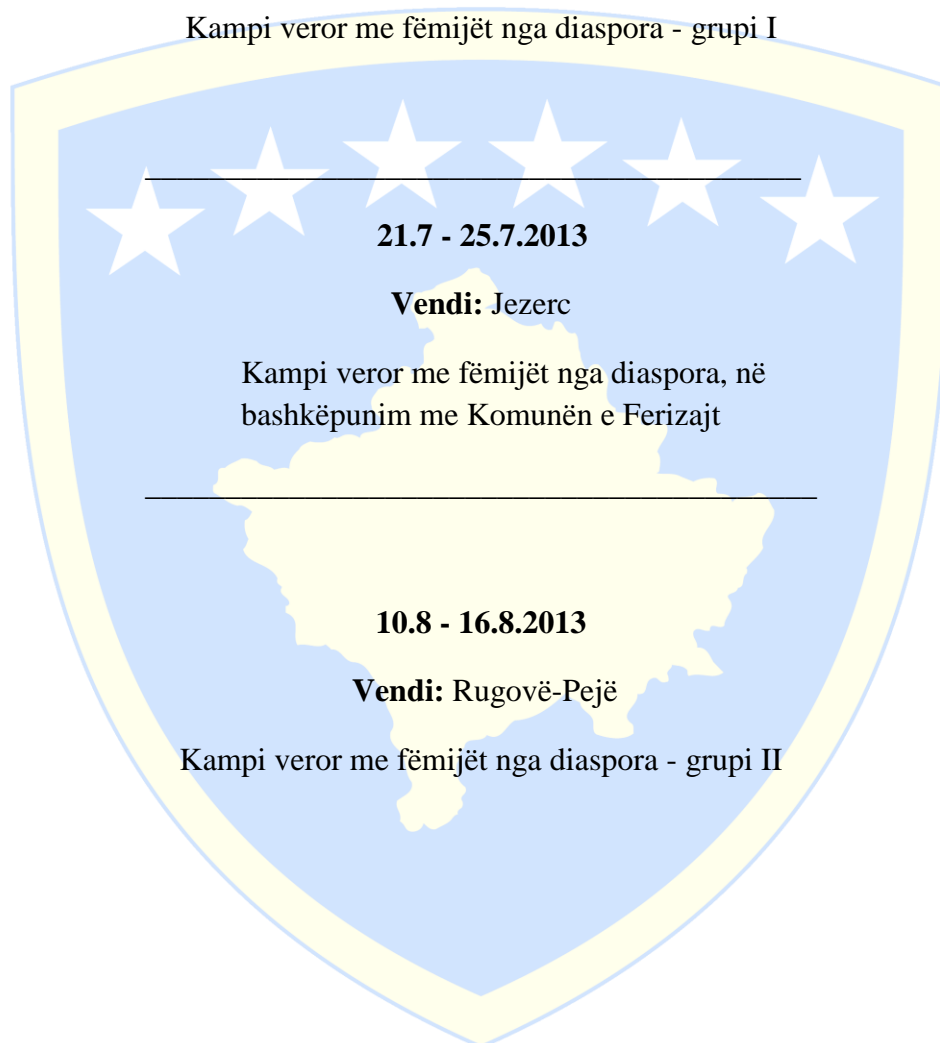 Kampi veror me fëmijët nga diaspora - grupi I
_________________________________________
21.7 - 25.7.2013
Vendi: Jezerc
Kampi veror me fëmijët nga diaspora, në
bashkëpunim me Komunën e Ferizajt
__________________________________________
10.8 - 16.8.2013
Vendi: Rugovë-Pejë
Kampi veror me fëmijët nga diaspora - grupi II